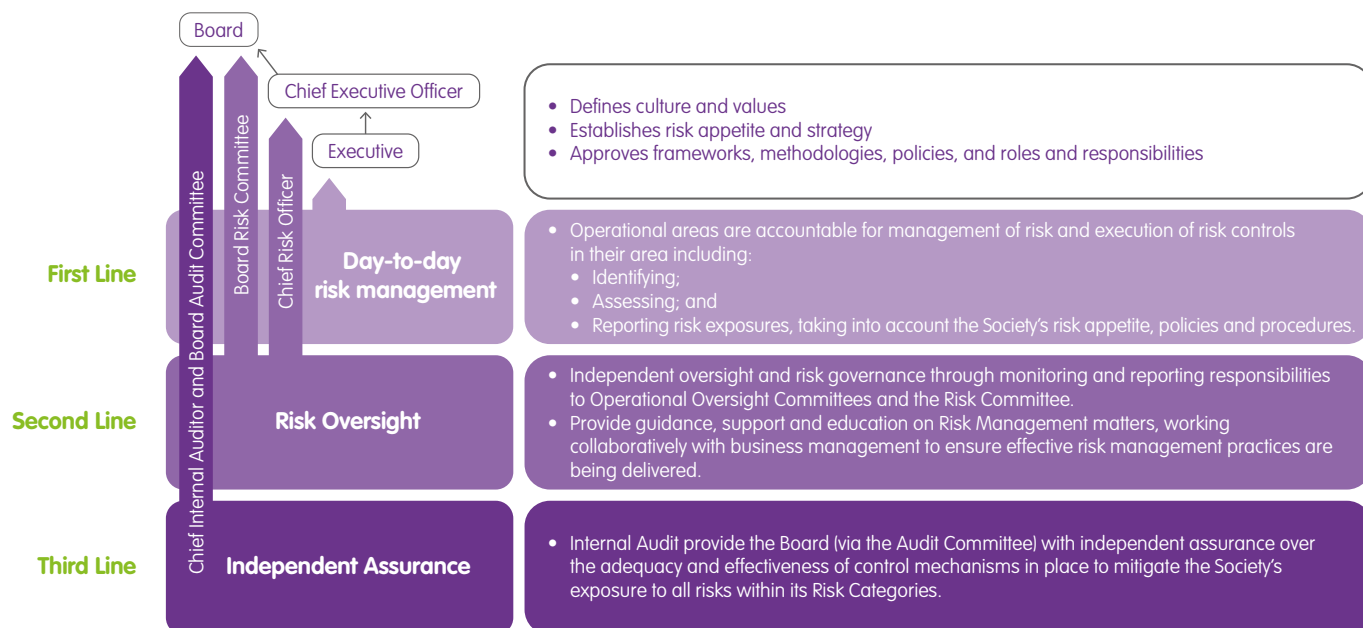 Board
Chief Executive Officer
Executive
Chief Internal Auditor and Board Audit Committee
Board Risk Committee
Chief Risk Officer
• Defines culture and values
• Establishes risk appetite and strategy
• Approves frameworks, methodologies, policies, and roles and responsibilities
First Line
Day-to-day
risk management
• Operational areas are accountable for management of risk and execution of risk controls
in their area including:
• Identifying;
• Assessing; and
• Reporting risk exposures, taking into account the Society's risk appetite, policies and procedures.
Second Line
Risk Oversight
• Independent oversight and risk governance through monitoring and reporting responsibilities
to Operational Oversight Committees and the Risk Committee.
• Provide guidance, support and education on Risk Management matters, working
collaboratively with business management to ensure effective risk management practices are
being delivered.
Third Line
Independent Assurance
• Internal Audit provide the Board (via the Audit Committee) with independent assurance over
the adequacy and effectiveness of control mechanisms in place to mitigate the Society's
exposure to all risks within its Risk Categories.